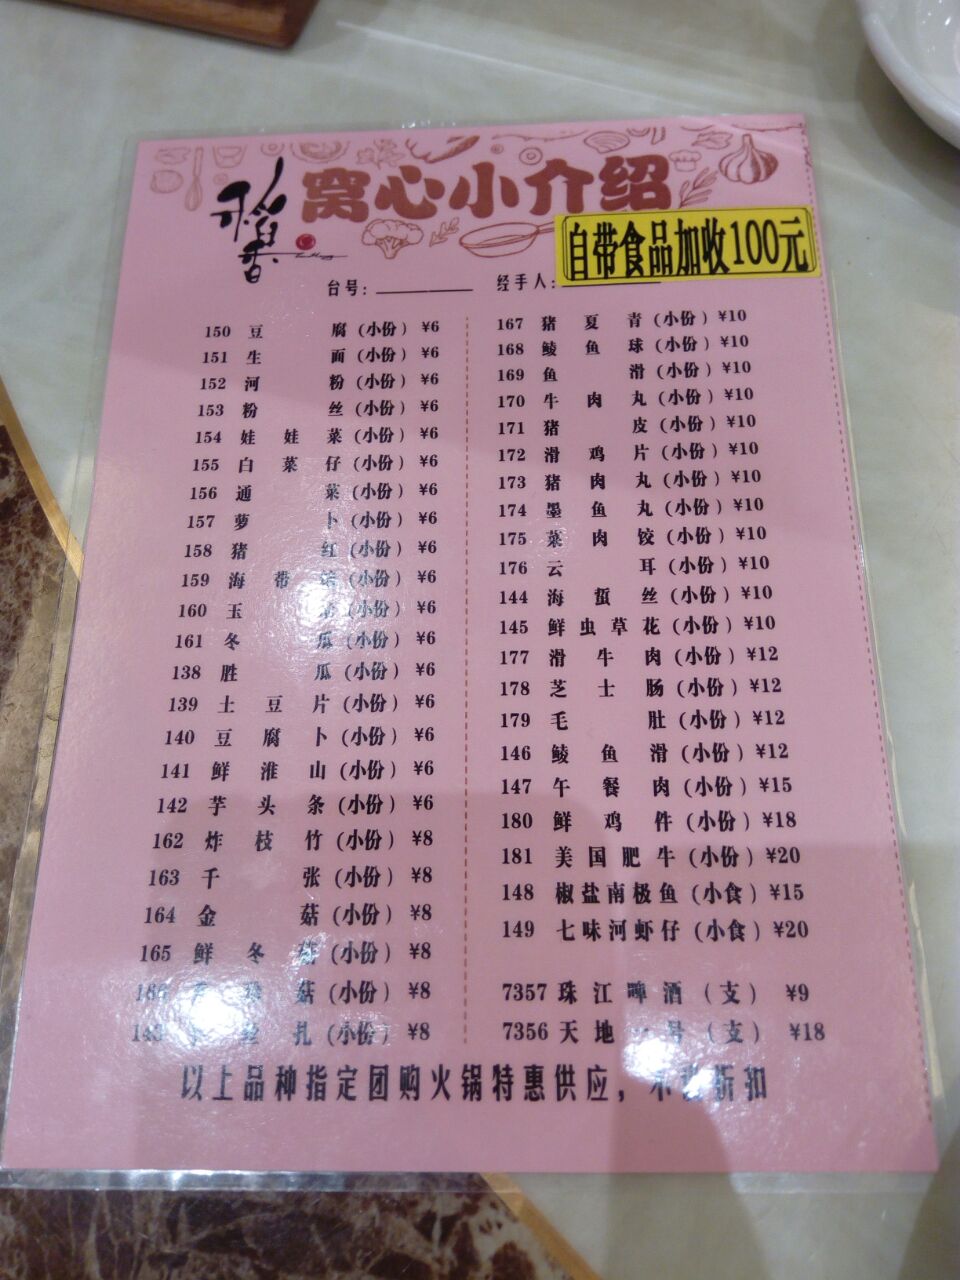 稻香
窝心小介绍
自带食品加收100元
台号:
经手人:
150 豆腐(小份) ¥6
151 生面(小份) ¥6
152 河粉(小份) ¥6
153 粉丝(小份) ¥6
154 娃娃菜(小份) ¥6
155 白菜仔(小份) ¥6
156 通菜(小份) ¥6
157 萝卜(小份) ¥6
158 猪红(小份) ¥6
159 海带(小份) ¥6
160 玉(小份) ¥6
161 冬瓜(小份) ¥6
138 胜瓜(小份) ¥6
139 土豆片(小份) ¥6
140 豆腐卜(小份) ¥6
141 鲜淮山(小份) ¥6
142 芋头条(小份) ¥6
162 炸枝竹(小份) ¥8
163 千张(小份) ¥8
164 金菇(小份) ¥8
165 鲜冬菇(小份) ¥8
菇(小份) ¥8
扎(小份) ¥8
167 猪夏青(小份) ¥10
168 鲮鱼球(小份) ¥10
169 鱼滑(小份) ¥10
170 牛肉丸(小份) ¥10
171 猪皮(小份) ¥10
172 滑鸡片(小份) ¥10
173 猪肉丸(小份) ¥10
174 墨鱼丸(小份) ¥10
175 菜肉饺(小份) ¥10
176 云耳(小份) ¥10
144 海蜇丝(小份) ¥10
145 鲜虫草花(小份) ¥10
177 滑牛肉(小份) ¥12
178 芝士肠(小份) ¥12
179 毛肚(小份) ¥12
146 鲮鱼滑(小份) ¥12
147 午餐肉(小份) ¥15
180 鲜鸡件(小份) ¥18
181 美国肥牛(小份) ¥20
148 椒盐南极鱼(小食) ¥15
149 七味河虾仔(小食) ¥20
7357 珠江啤酒(支) ¥9
7356 天地一号(支) ¥18
以上品种指定团购火锅特惠供应,不设折扣